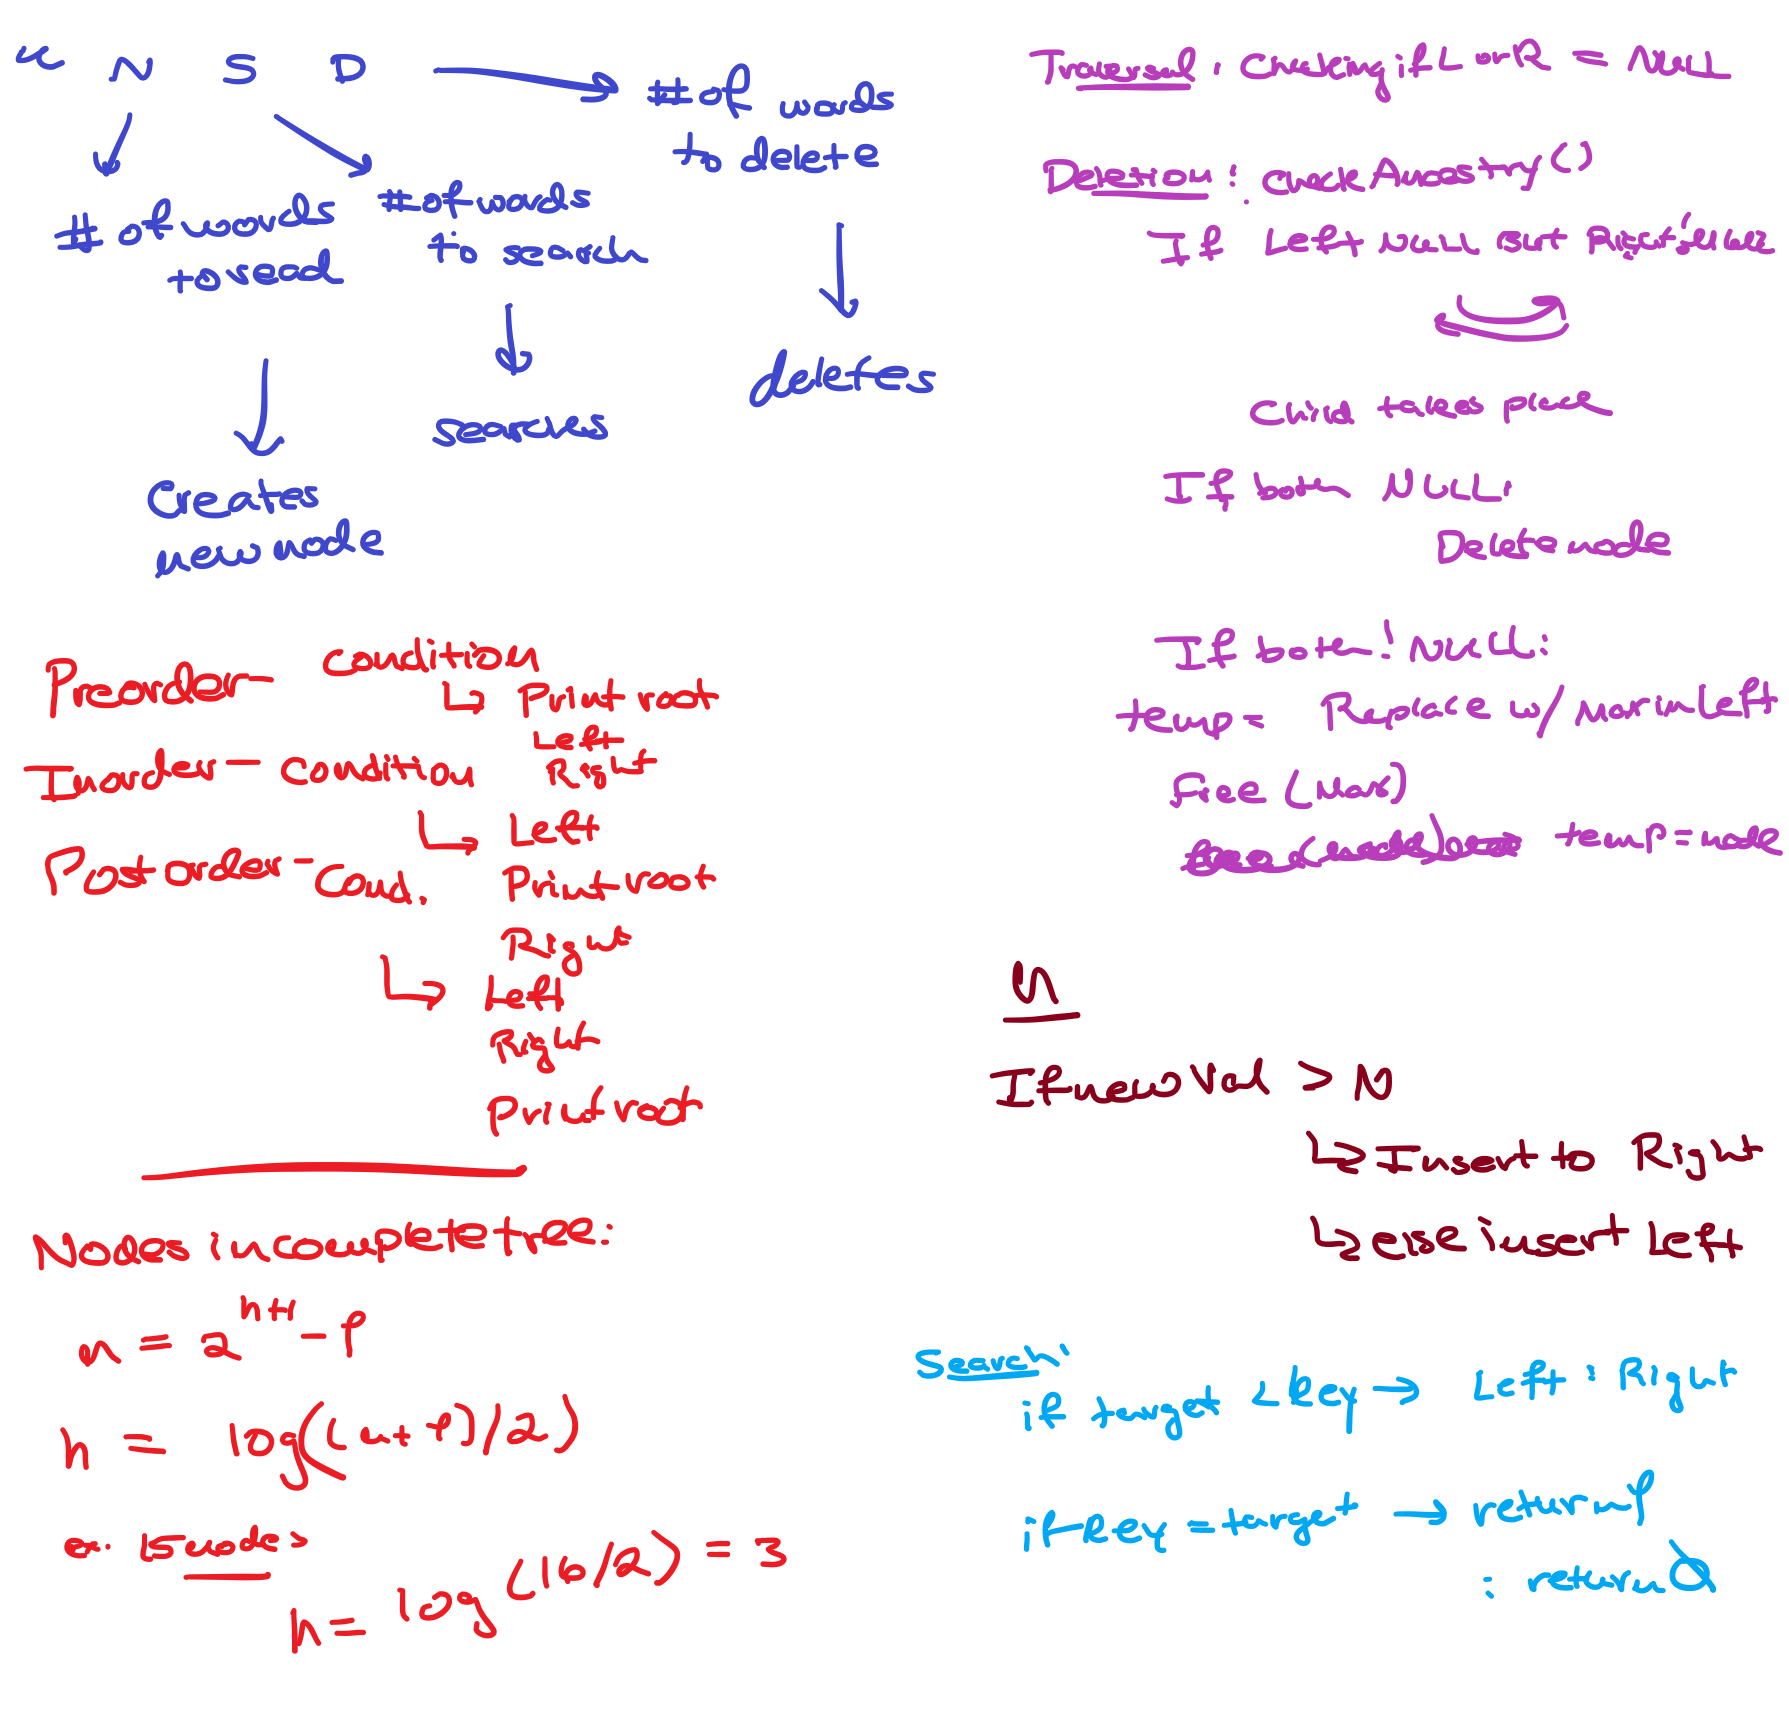 N S D
# of words
to delete
# of words
to read
# of words
to search
deletes
searches
Creates
new node
Preorder - condition
Print root
Left
Right
Inorder - condition
Left
Print root
Right
Postorder - Cond.
Left
Right
Print root
Nodes in complete tree:
n = 2^(h+1) - 1
h = log((n+1)/2)
ex. 15 nodes
h = log(16/2) = 3
Traversal: Checking if L or R = NULL
Deletion: check Ancestry()
If Left NULL But Right !NULL
Child takes place
If both NULL:
Delete node
If both !NULL:
temp = Replace w/ Max in Left
Free (Max)
temp = node
N
If new Val > N
Insert to Right
else insert Left
Search:
if target < key → Left : Right
if key = target → return 1
: return 0